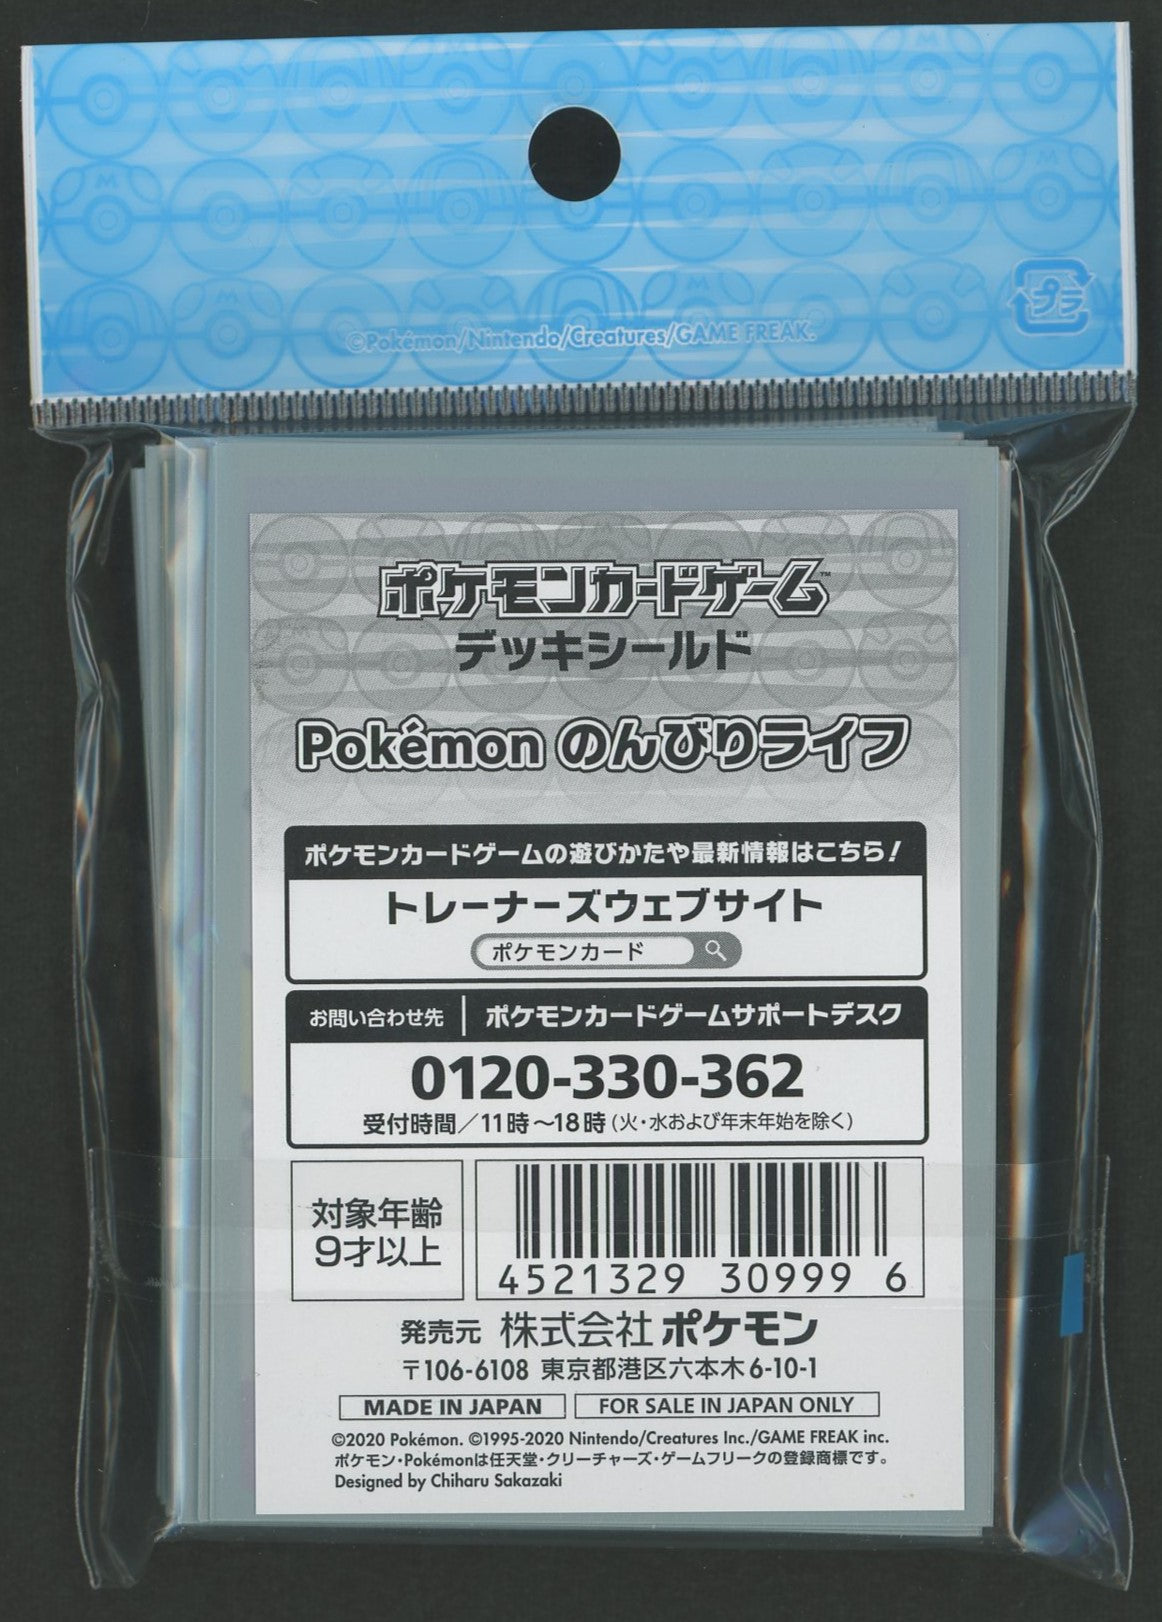 プラ
©Pokémon/Nintendo/Creatures/GAME FREAK.
ポケモンカードゲーム™
デッキシールド
Pokémon のんびりライフ
ポケモンカードゲームの遊びかたや最新情報はこちら!
トレーナーズウェブサイト
ポケモンカード
お問い合わせ先 ポケモンカードゲームサポートデスク
0120-330-362
受付時間/11時～18時(火・水および年末年始を除く)
対象年齢
9才以上
4521329 30999 6
発売元 株式会社ポケモン
〒106-6108 東京都港区六本木6-10-1
MADE IN JAPAN FOR SALE IN JAPAN ONLY
©2020 Pokémon. ©1995-2020 Nintendo/Creatures Inc./GAME FREAK inc.
ポケモン・Pokémonは任天堂・クリーチャーズ・ゲームフリークの登録商標です。
Designed by Chiharu Sakazaki